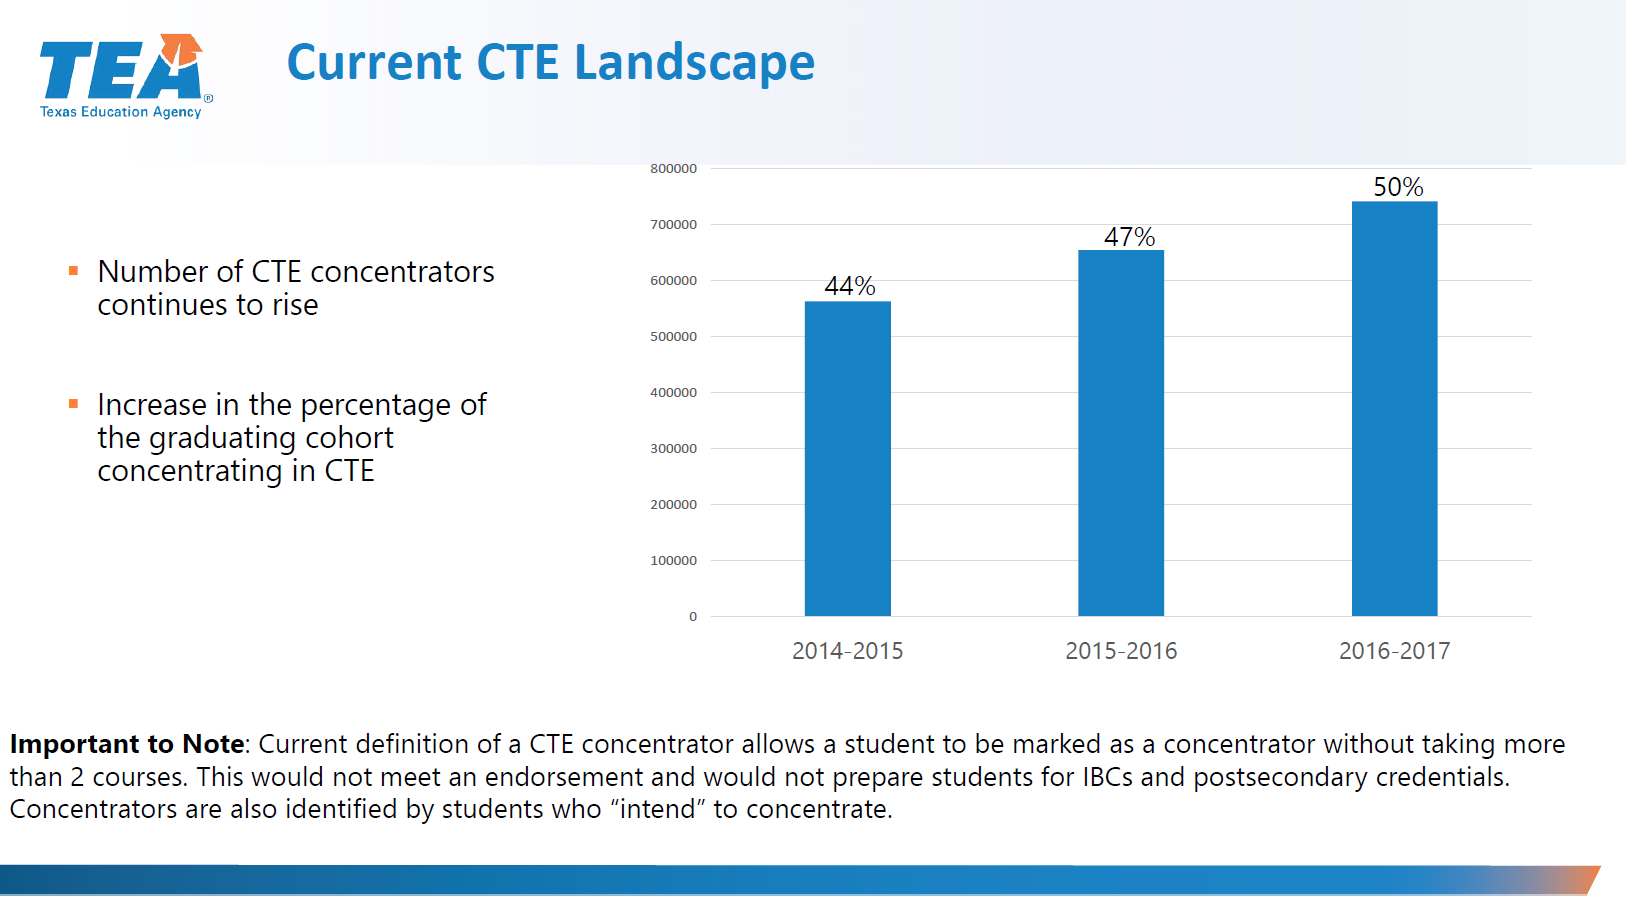 TEA®
Texas Education Agency
Current CTE Landscape
▪ Number of CTE concentrators
continues to rise
▪ Increase in the percentage of
the graduating cohort
concentrating in CTE
800000
700000
600000
500000
400000
300000
200000
100000
0
44%
47%
50%
2014-2015
2015-2016
2016-2017
Important to Note: Current definition of a CTE concentrator allows a student to be marked as a concentrator without taking more
than 2 courses. This would not meet an endorsement and would not prepare students for IBCs and postsecondary credentials.
Concentrators are also identified by students who “intend” to concentrate.